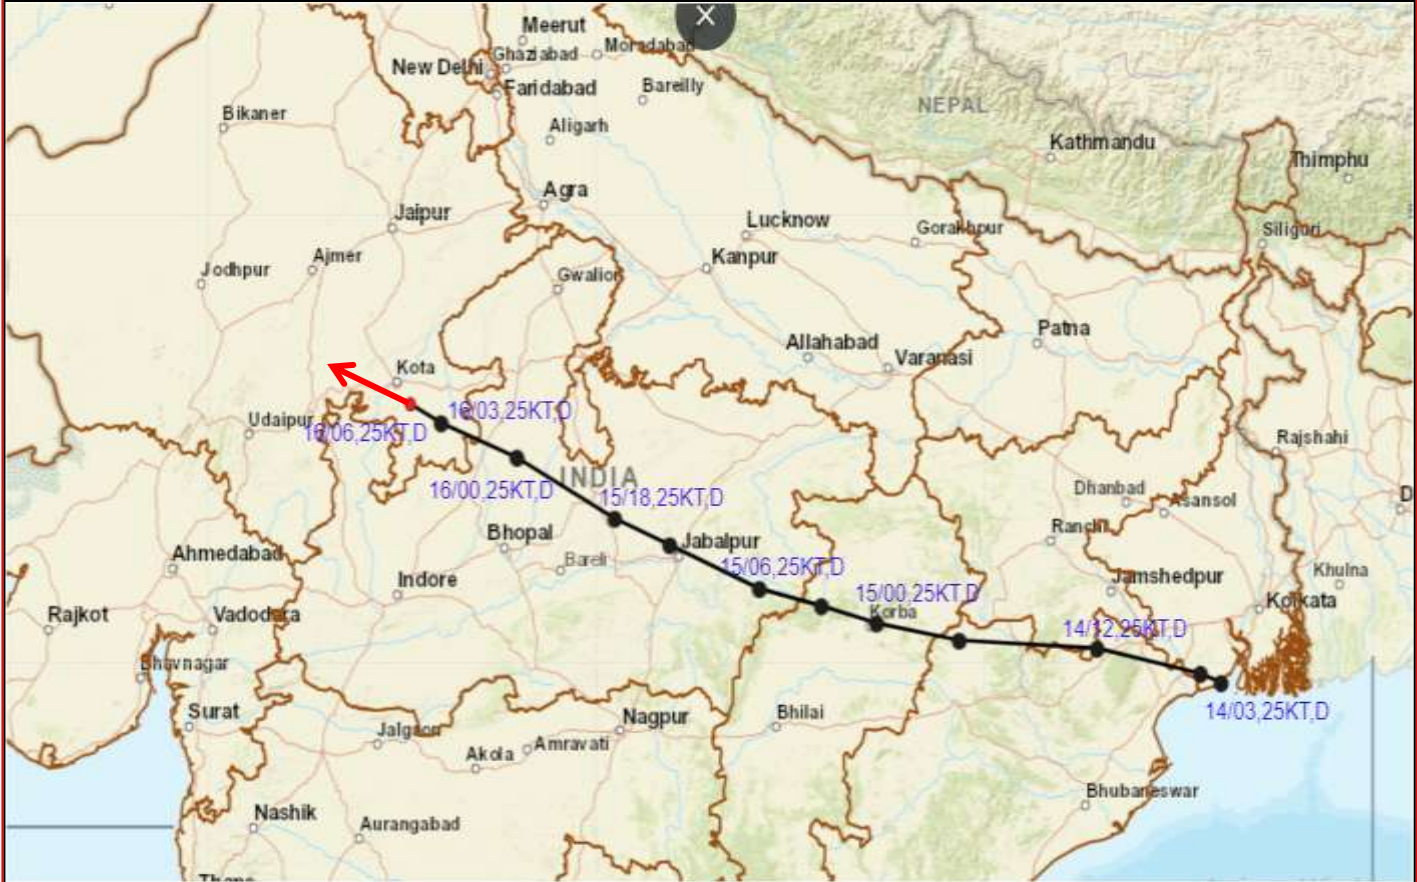 X
Meerut
Moradabad
Ghaziabad
New Delhi
Faridabad
Bareilly
NEPAL
Bikaner
Aligarh
Kathmandu
Thimphu
Agra
Jaipur
Lucknow
Gorakhpur
Siliguri
Ajmer
Kanpur
Jodhpur
Gwalior
Patna
Allahabad
Varanasi
Kota
16/03,25KT,D
Udaipur
16/06,25KT,D
Rajshahi
INDIA
16/00,25KT,D
15/18,25KT,D
Dhanbad
Asansol
D
Ranchi
Bhopal
Jabalpur
Ahmedabad
Bareli
15/06,25KT,D
Indore
Jamshedpur
Khulna
15/00,25KT,D
Kolkata
Korba
Rajkot
Vadodara
14/12,25KT,D
Bhavnagar
Surat
Nagpur
Bhilai
14/03,25KT,D
Jalgaon
Akola
Amravati
Bhubaneswar
Nashik
Aurangabad
Thane